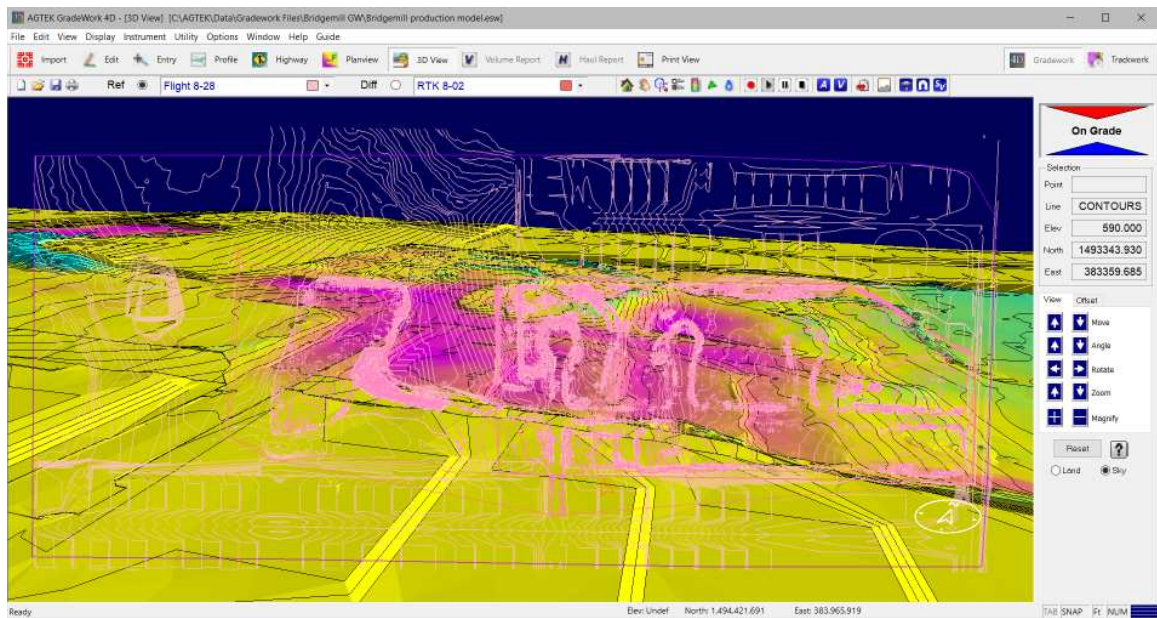 AGTEK GradeWork 4D - [3D View] [C:\AGTEK\Data\Gradework Files\Bridgemill GW\Bridgemill production model.esw]
File Edit View Display Instrument Utility Options Window Help Guide
Import Edit Entry Profile Highway Planview 3D View Volume Report Haul Report Print View 4D Gradework Trackwork
Ref Flight 8-28 Diff RTK 8-02
On Grade
Selection
Point
Line CONTOURS
Elev 590.000
North 1493343.930
East 383359.685
View Offset
Move
Angle
Rotate
Zoom
Magnify
Reset ?
Land Sky
Ready Elev: Undef North: 1,494,421.691 East: 383,965.919 TAB SNAP Ft NUM